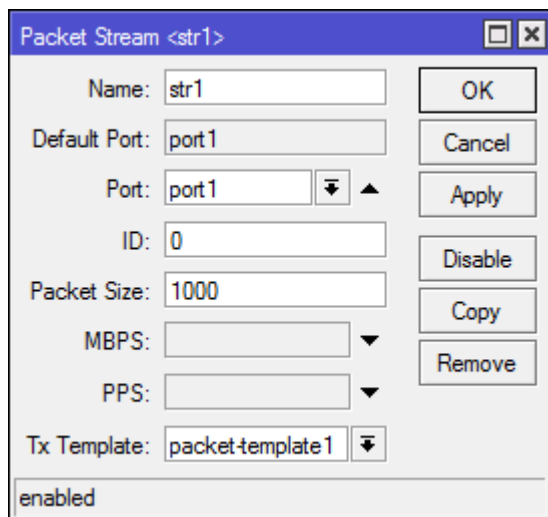 Packet Stream <str1>
Name: str1
OK
Default Port: port1
Cancel
Port: port1
Apply
ID: 0
Disable
Packet Size: 1000
Copy
MBPS:
Remove
PPS:
Tx Template: packet-template1
enabled